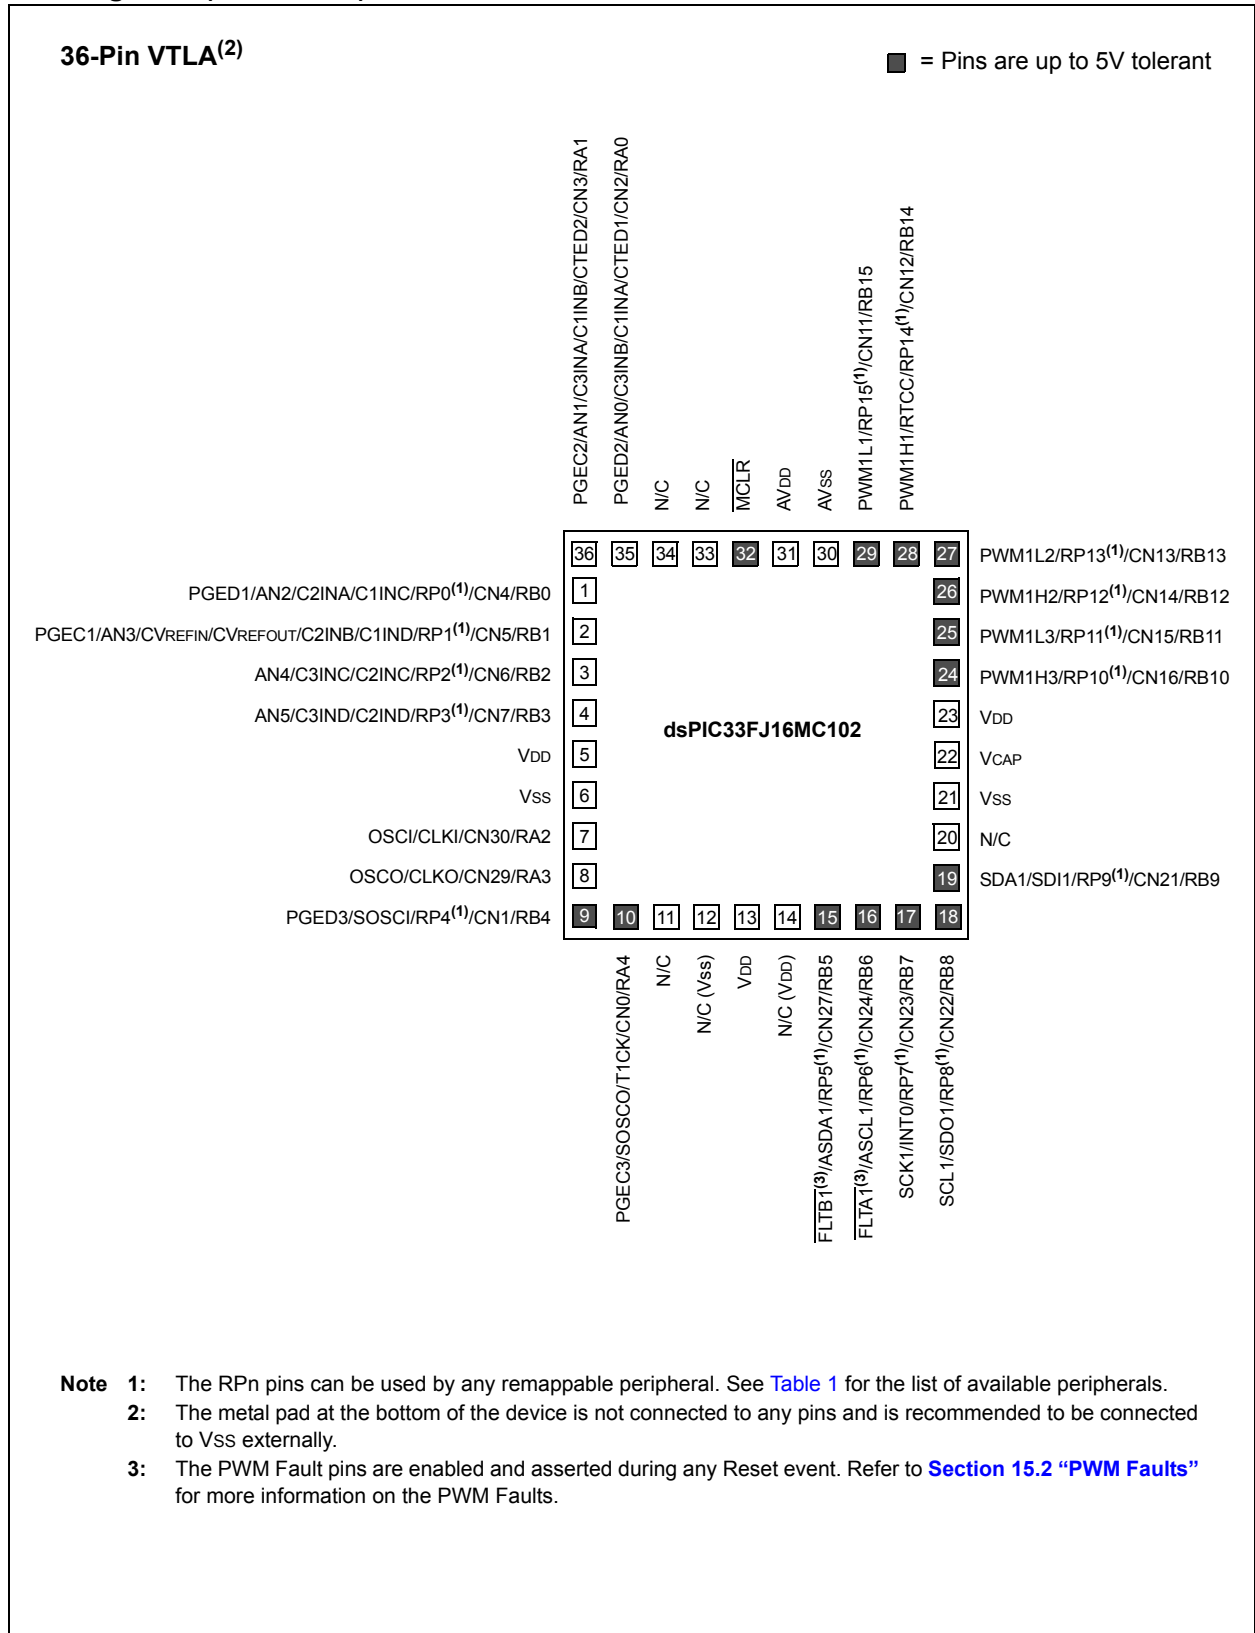 36-Pin VTLA(2)
= Pins are up to 5V tolerant
PGEC2/AN1/C3INA/C1INB/CTED2/CN3/RA1
PGED2/AN0/C3INB/C1INA/CTED1/CN2/RA0
N/C
N/C
MCLR
AVDD
AVSS
PWM1L1/RP15(1)/CN11/RB15
PWM1H1/RTCC/RP14(1)/CN12/RB14
36 35 34 33 32 31 30 29 28 27 PWM1L2/RP13(1)/CN13/RB13
PGED1/AN2/C2INA/C1INC/RP0(1)/CN4/RB0 1
26 PWM1H2/RP12(1)/CN14/RB12
PGEC1/AN3/CVREFIN/CVREFOUT/C2INB/C1IND/RP1(1)/CN5/RB1 2
25 PWM1L3/RP11(1)/CN15/RB11
AN4/C3INC/C2INC/RP2(1)/CN6/RB2 3
24 PWM1H3/RP10(1)/CN16/RB10
AN5/C3IND/C2IND/RP3(1)/CN7/RB3 4
dsPIC33FJ16MC102
23 VDD
VDD 5
22 VCAP
VSS 6
21 VSS
OSCI/CLKI/CN30/RA2 7
20 N/C
OSCO/CLKO/CN29/RA3 8
19 SDA1/SDI1/RP9(1)/CN21/RB9
PGED3/SOSCI/RP4(1)/CN1/RB4 9 10 11 12 13 14 15 16 17 18
PGEC3/SOSCO/T1CK/CN0/RA4
N/C
N/C (Vss)
VDD
N/C (VDD)
FLTB1(3)/ASDA1/RP5(1)/CN27/RB5
FLTA1(3)/ASCL1/RP6(1)/CN24/RB6
SCK1/INT0/RP7(1)/CN23/RB7
SCL1/SDO1/RP8(1)/CN22/RB8
Note 1: The RPn pins can be used by any remappable peripheral. See Table 1 for the list of available peripherals.
2: The metal pad at the bottom of the device is not connected to any pins and is recommended to be connected
to VSS externally.
3: The PWM Fault pins are enabled and asserted during any Reset event. Refer to Section 15.2 “PWM Faults”
for more information on the PWM Faults.